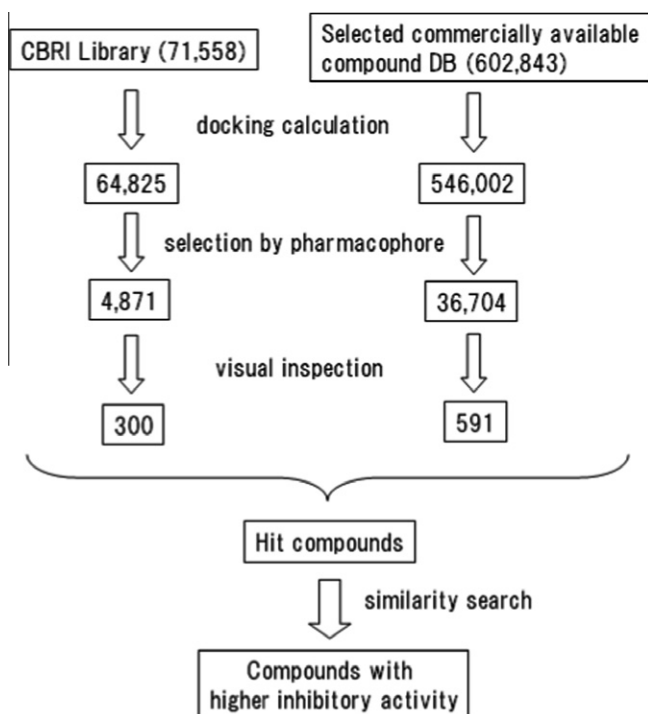 CBRI Library (71,558)
Selected commercially available
compound DB (602,843)
docking calculation
64,825
546,002
selection by pharmacophore
4,871
36,704
visual inspection
300
591
Hit compounds
similarity search
Compounds with
higher inhibitory activity